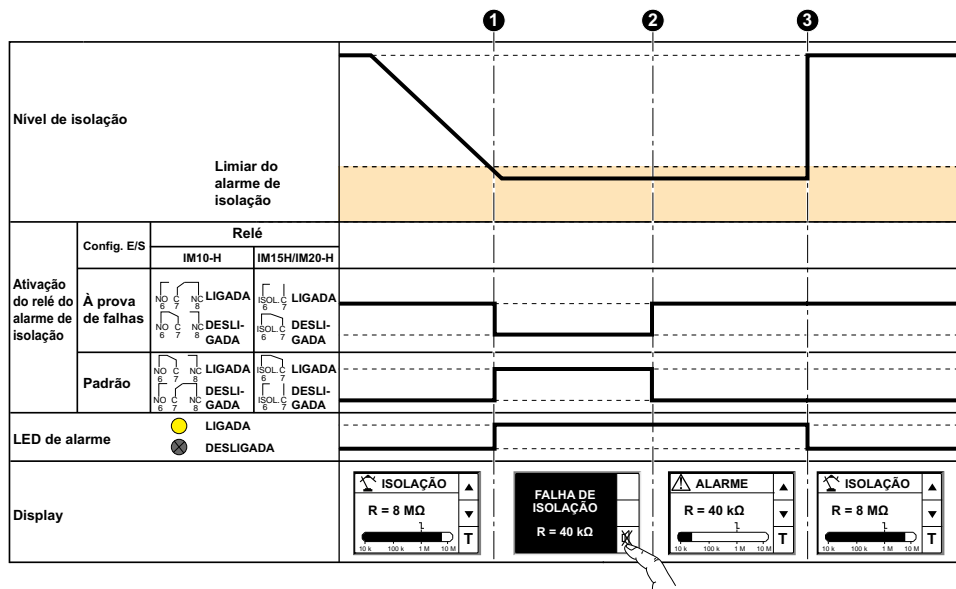 1 2 3
Nível de isolação
Limiar do
alarme de
isolação
Ativação
do relé do
alarme de
isolação
Config. E/S
Relé
IM10-H
IM15H/IM20-H
À prova
de falhas
NO C NC
6 7 8
LIGADA
NO C NC
6 7 8
DESLI-
GADA
ISOL. C
6 7
LIGADA
ISOL. C
6 7
DESLI-
GADA
Padrão
NO C NC
6 7 8
LIGADA
NO C NC
6 7 8
DESLI-
GADA
ISOL. C
6 7
LIGADA
ISOL. C
6 7
DESLI-
GADA
LED de alarme
LIGADA
DESLIGADA
Display
ISOLAÇÃO
R = 8 MΩ
10 k 100 k 1 M 10 M
T
FALHA DE
ISOLAÇÃO
R = 40 kΩ
ALARME
R = 40 kΩ
10 k 100 k 1 M 10 M
T
ISOLAÇÃO
R = 8 MΩ
10 k 100 k 1 M 10 M
T